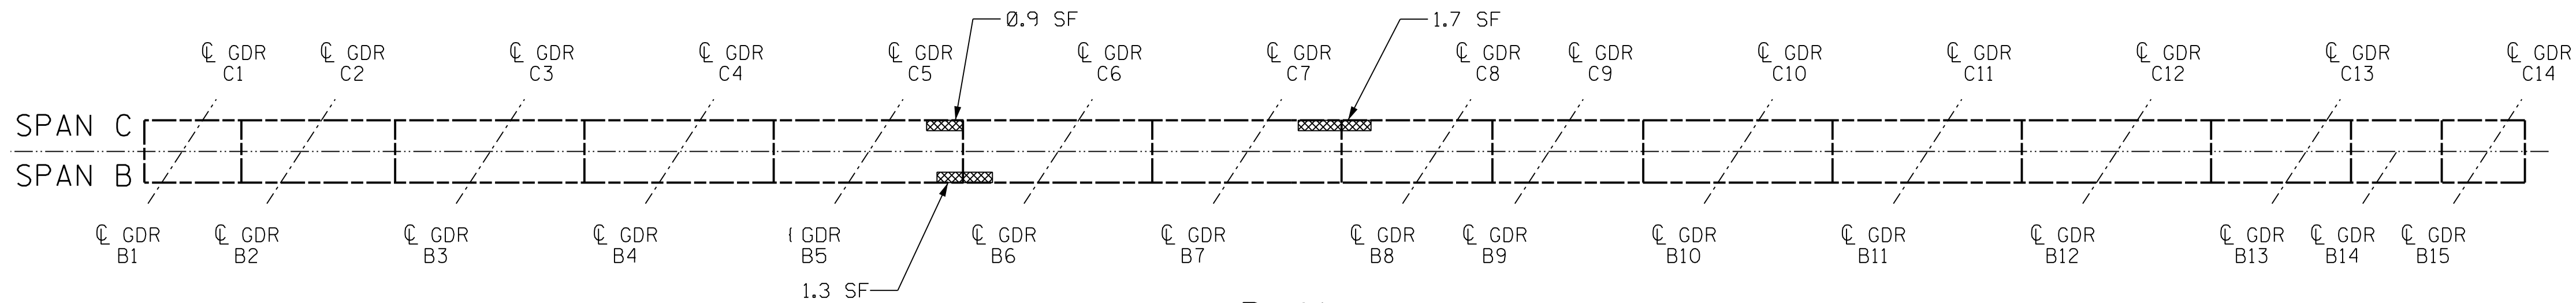 0.9 SF
1.7 SF
℄ GDR C1
℄ GDR C2
℄ GDR C3
℄ GDR C4
℄ GDR C5
℄ GDR C6
℄ GDR C7
℄ GDR C8
℄ GDR C9
℄ GDR C10
℄ GDR C11
℄ GDR C12
℄ GDR C13
℄ GDR C14
SPAN C
SPAN B
℄ GDR B1
℄ GDR B2
℄ GDR B3
℄ GDR B4
GDR B5
℄ GDR B6
℄ GDR B7
℄ GDR B8
℄ GDR B9
℄ GDR B10
℄ GDR B11
℄ GDR B12
℄ GDR B13
℄ GDR B14
℄ GDR B15
1.3 SF